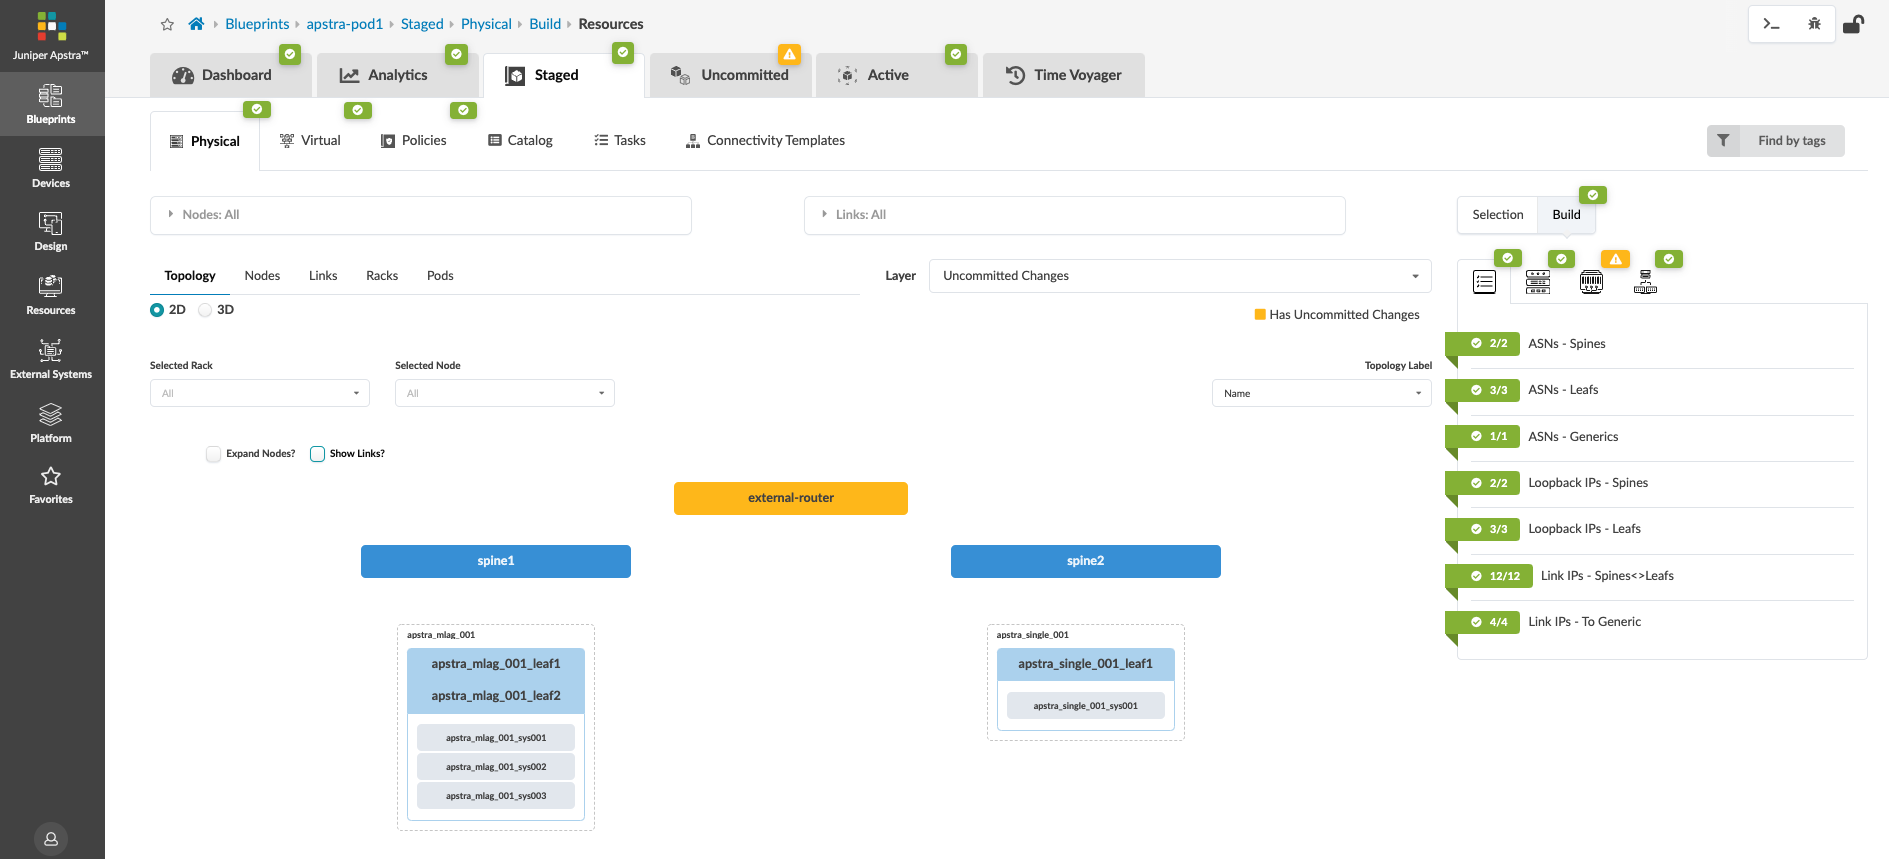 Juniper Apstra™
Blueprints
Devices
Design
Resources
External Systems
Platform
Favorites
Blueprints apstra-pod1 Staged Physical Build Resources
Dashboard Analytics Staged Uncommitted Active Time Voyager
Physical Virtual Policies Catalog Tasks Connectivity Templates Find by tags
Nodes: All Links: All Selection Build
Topology Nodes Links Racks Pods Layer Uncommitted Changes
2D 3D Has Uncommitted Changes
Selected Rack Selected Node Topology Label
All All Name
Expand Nodes? Show Links?
external-router
spine1 spine2
apstra_mlag_001
apstra_mlag_001_leaf1
apstra_mlag_001_leaf2
apstra_mlag_001_sys001
apstra_mlag_001_sys002
apstra_mlag_001_sys003
apstra_single_001
apstra_single_001_leaf1
apstra_single_001_sys001
2/2 ASNs - Spines
3/3 ASNs - Leafs
1/1 ASNs - Generics
2/2 Loopback IPs - Spines
3/3 Loopback IPs - Leafs
12/12 Link IPs - Spines<>Leafs
4/4 Link IPs - To Generic